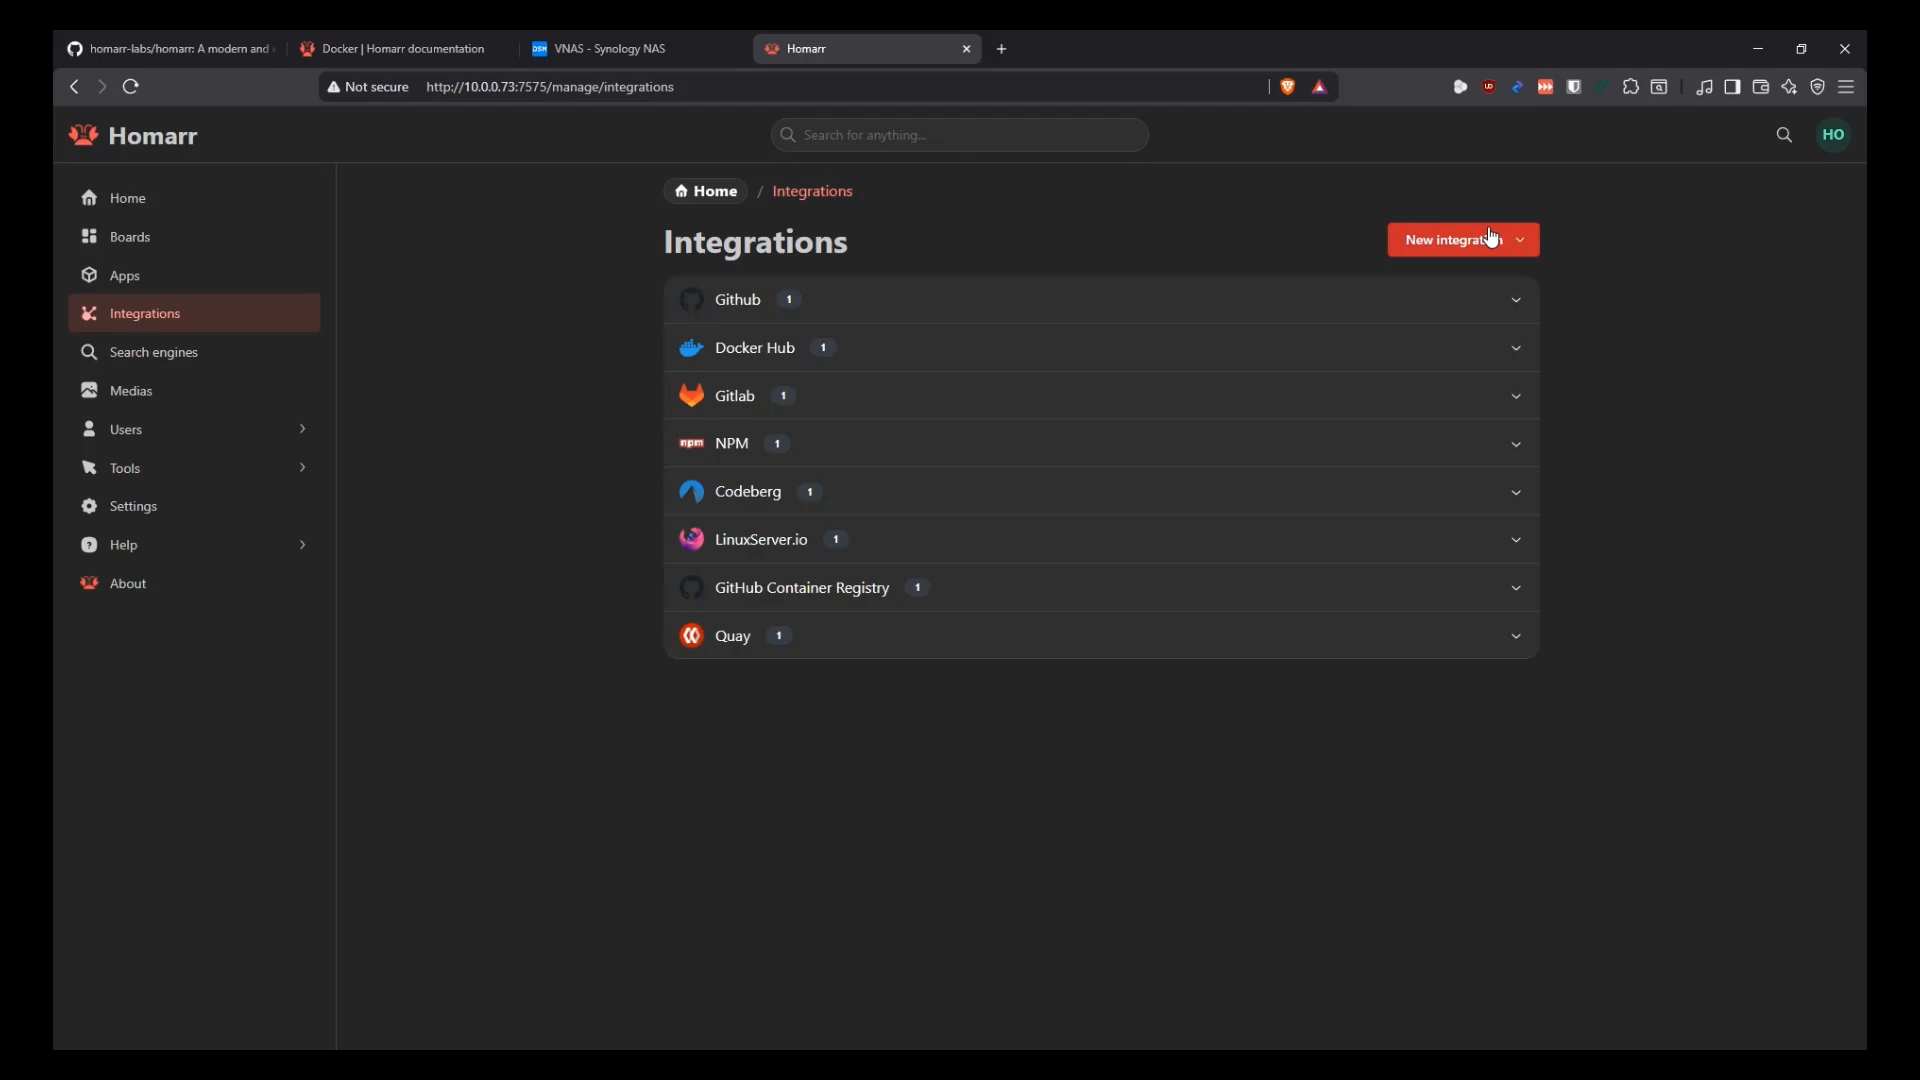 homarr-labs/homarr: A modern and
Docker | Homarr documentation
DSM VNAS - Synology NAS
Homarr
Not secure http://10.0.0.73:7575/manage/integrations
Homarr
Search for anything...
HO
Home
Boards
Apps
Integrations
Search engines
Medias
Users
Tools
Settings
Help
About
Home / Integrations
Integrations
New
Github 1
Docker Hub 1
Gitlab 1
npm NPM 1
Codeberg 1
LinuxServer.io 1
GitHub Container Registry 1
Quay 1